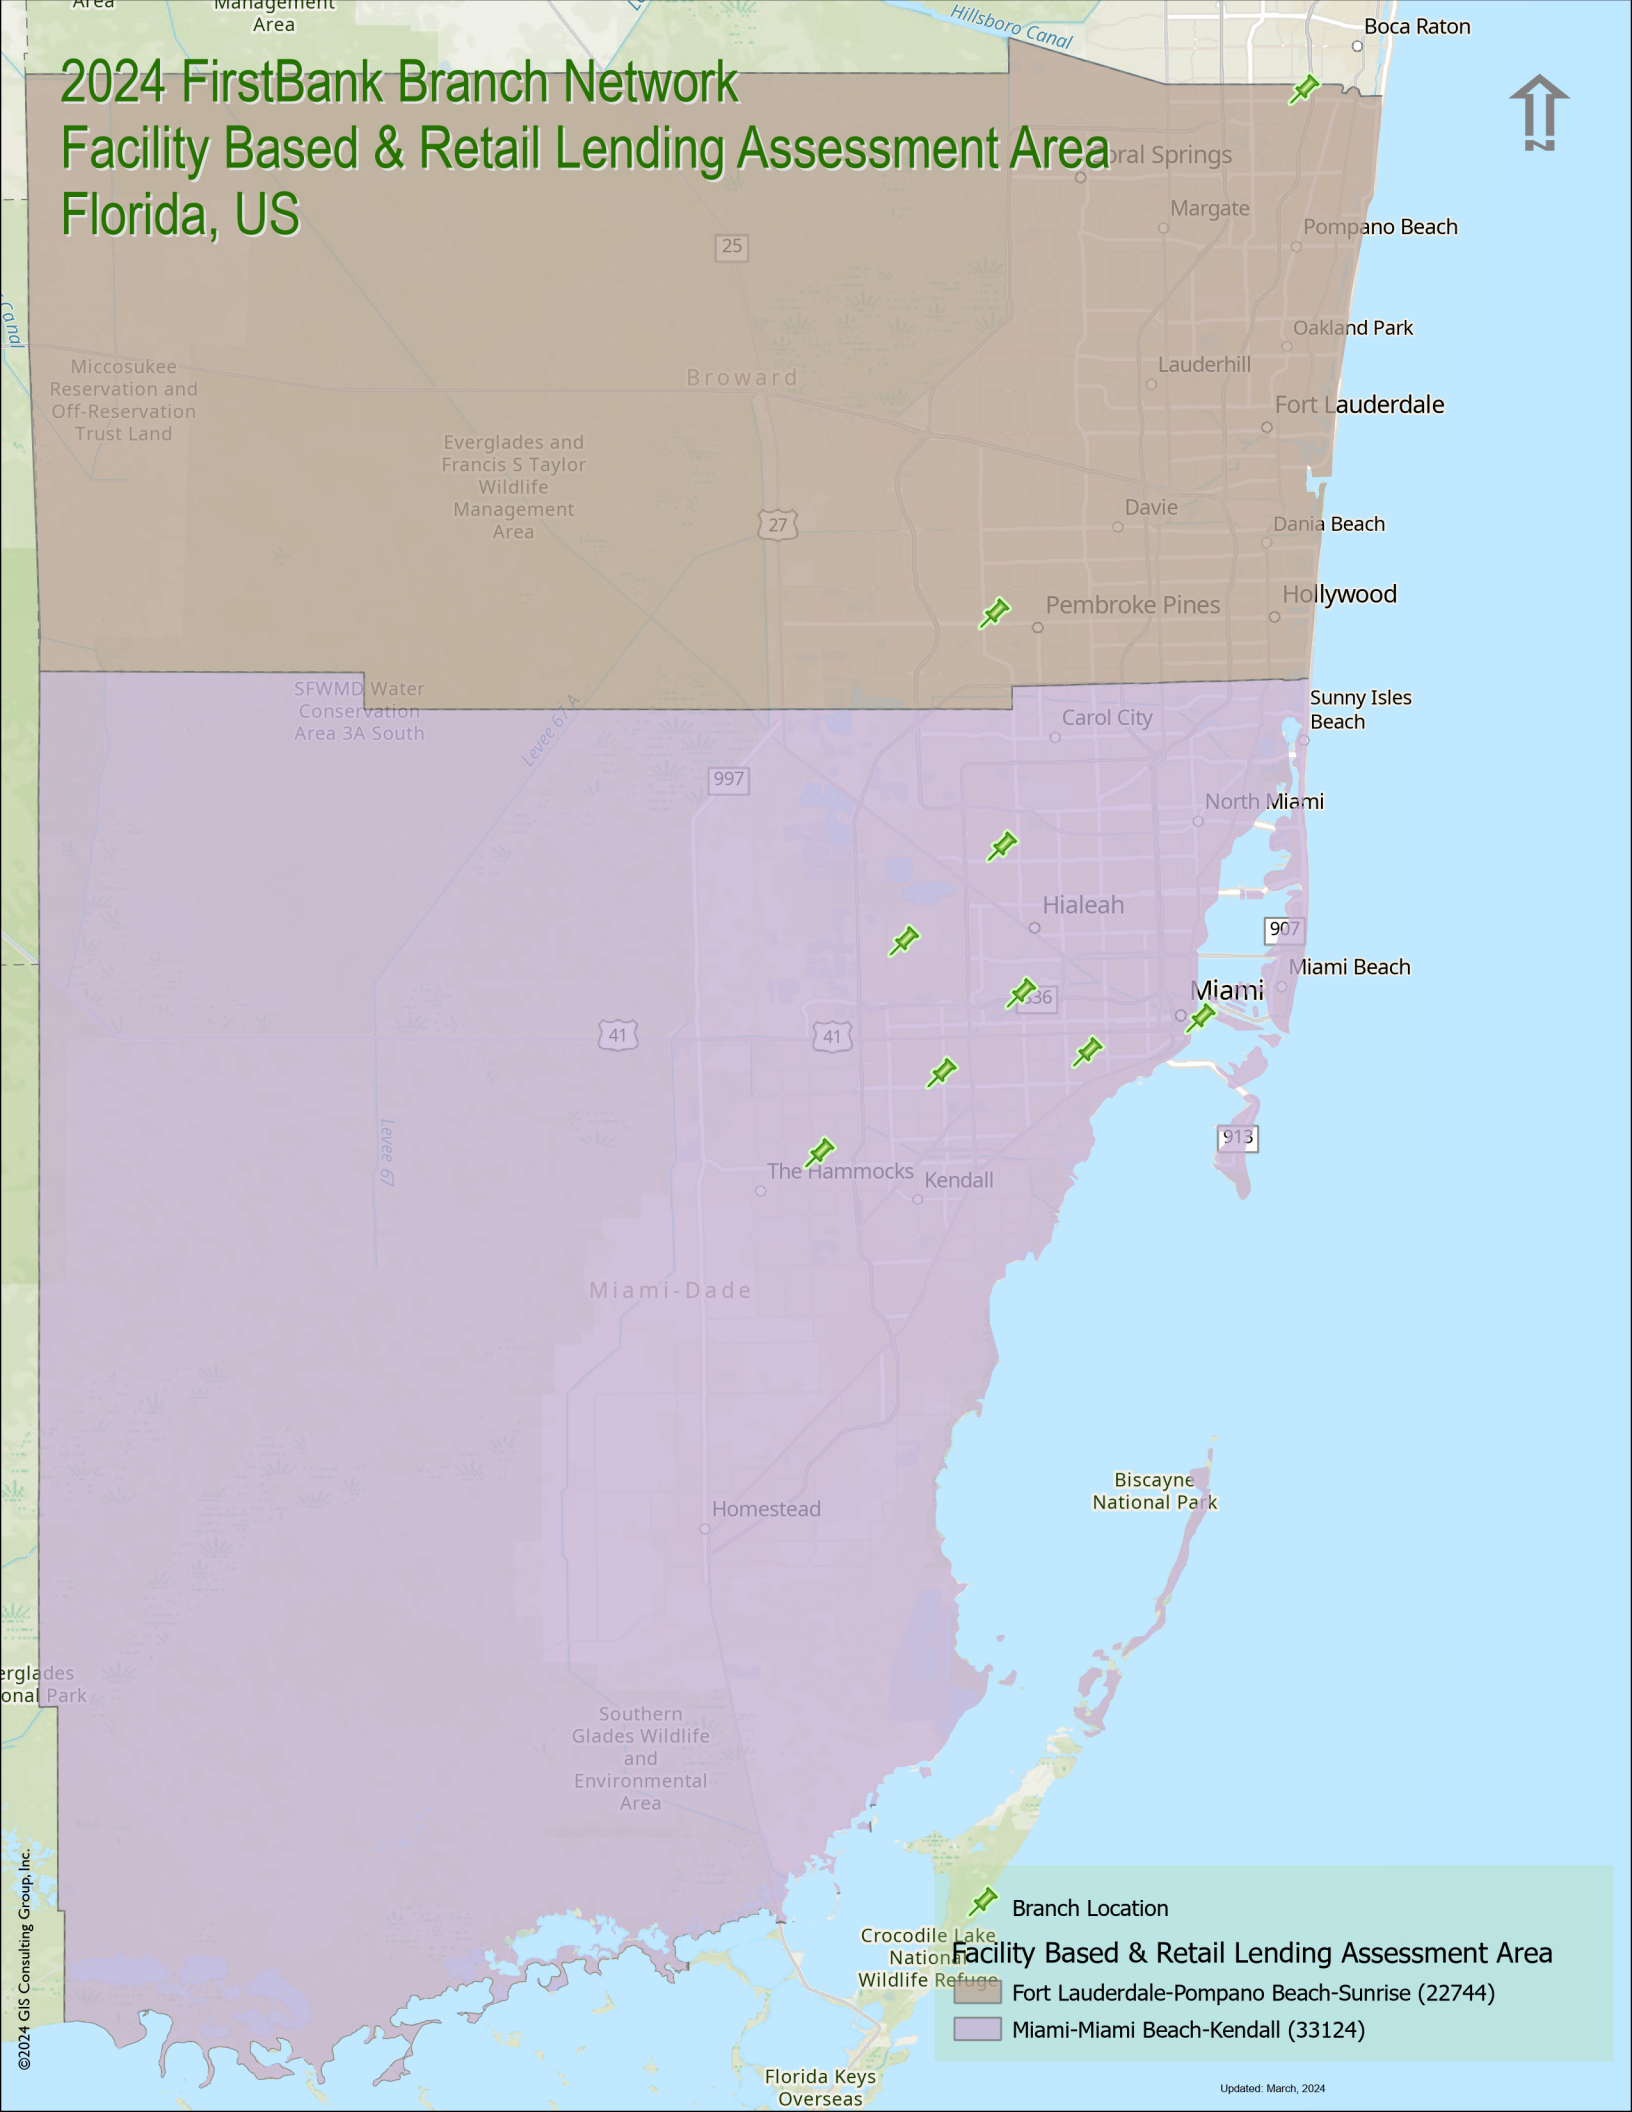 Area
Management
Area
Hillsboro Canal
Boca Raton
2024 FirstBank Branch Network
Facility Based & Retail Lending Assessment Area
Florida, US
N
Coral Springs
Margate
Pompano Beach
25
Canal
Oakland Park
Miccosukee
Reservation and
Off-Reservation
Trust Land
Broward
Lauderhill
Fort Lauderdale
Everglades and
Francis S Taylor
Wildlife
Management
Area
27
Davie
Dania Beach
Pembroke Pines
Hollywood
SFWMD Water
Conservation
Area 3A South
Levee 67 A
Carol City
Sunny Isles
Beach
997
North Miami
Hialeah
907
Miami Beach
Miami
836
41
41
Levee 67
913
The Hammocks
Kendall
Miami-Dade
Biscayne
National Park
Homestead
erglades
onal Park
Southern
Glades Wildlife
and
Environmental
Area
©2024 GIS Consulting Group, Inc.
Crocodile Lake
National
Wildlife Refuge
Branch Location
Facility Based & Retail Lending Assessment Area
Fort Lauderdale-Pompano Beach-Sunrise (22744)
Miami-Miami Beach-Kendall (33124)
Florida Keys
Overseas
Updated: March, 2024